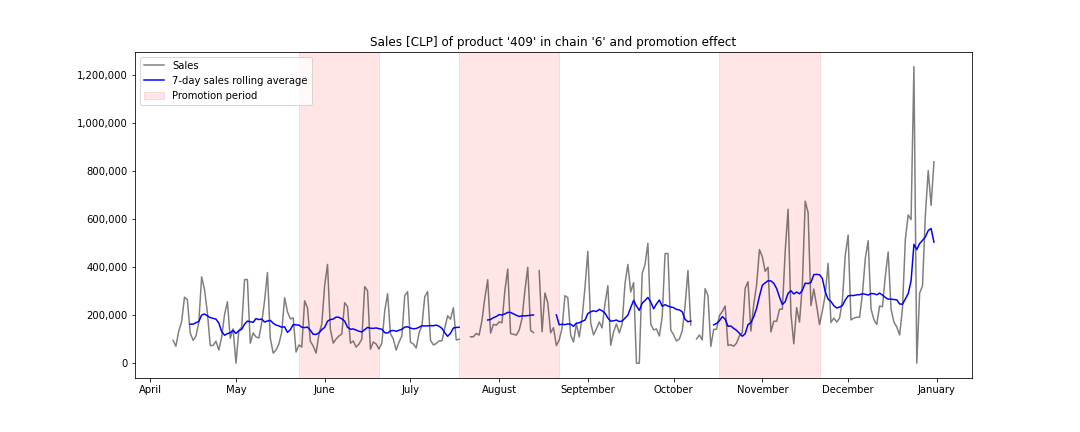 Sales [CLP] of product '409' in chain '6' and promotion effect
Sales
7-day sales rolling average
Promotion period
1,200,000
1,000,000
800,000
600,000
400,000
200,000
0
April May June July August September October November December January